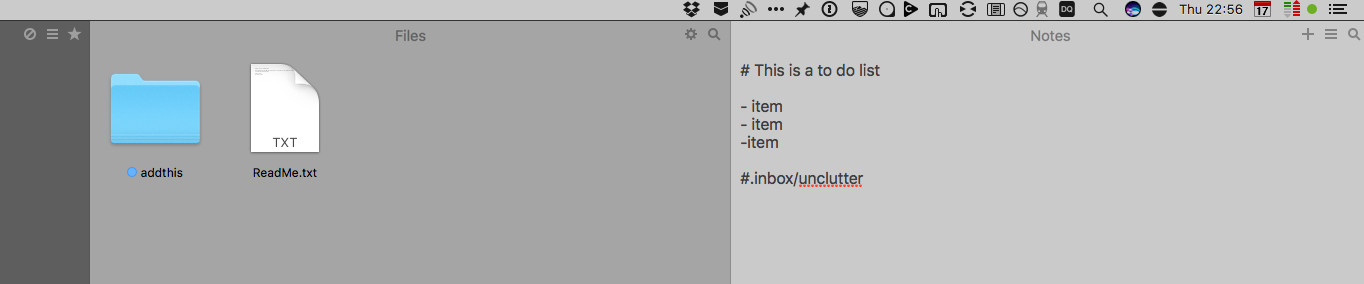 DQ
Thu 22:56
17
Files
Notes
TXT
addthis
ReadMe.txt
# This is a to do list
- item
- item
-item
#.inbox/unclutter